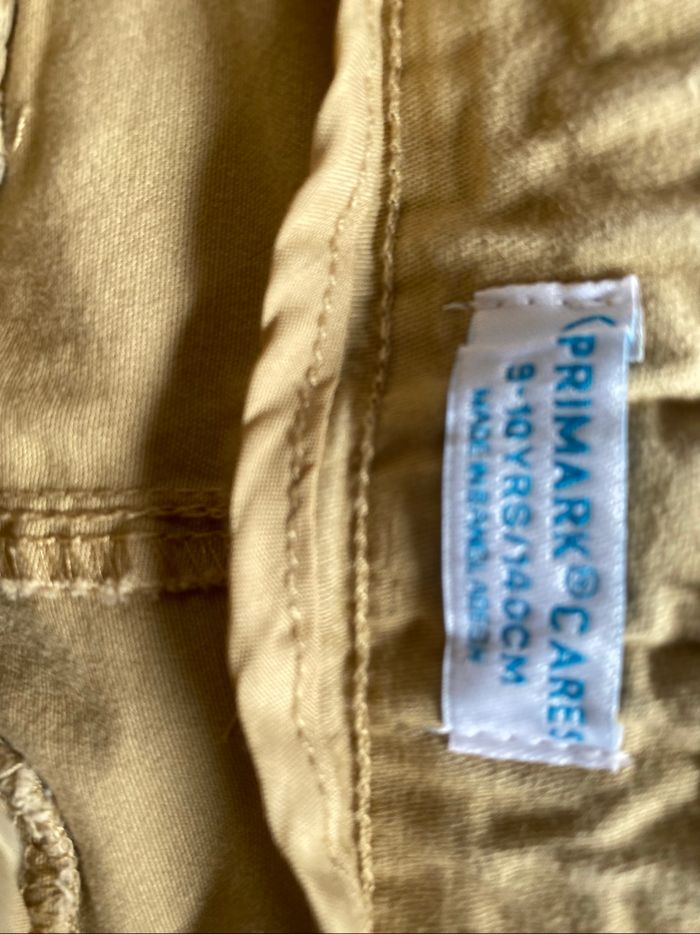 PRIMARK® CARES
9-10YRS/140CM
MADE IN BANGLADESH